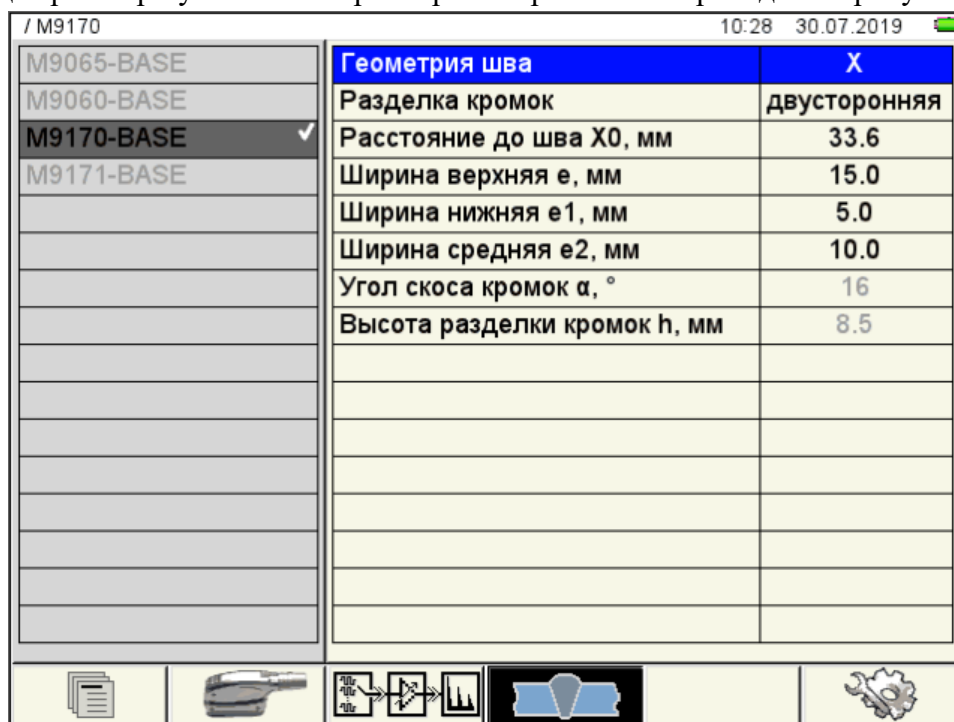 / M9170 10:28 30.07.2019
M9065-BASE
M9060-BASE
M9170-BASE
M9171-BASE
Геометрия шва X
Разделка кромок двусторонняя
Расстояние до шва X0, мм 33.6
Ширина верхняя e, мм 15.0
Ширина нижняя e1, мм 5.0
Ширина средняя e2, мм 10.0
Угол скоса кромок α, ° 16
Высота разделки кромок h, мм 8.5